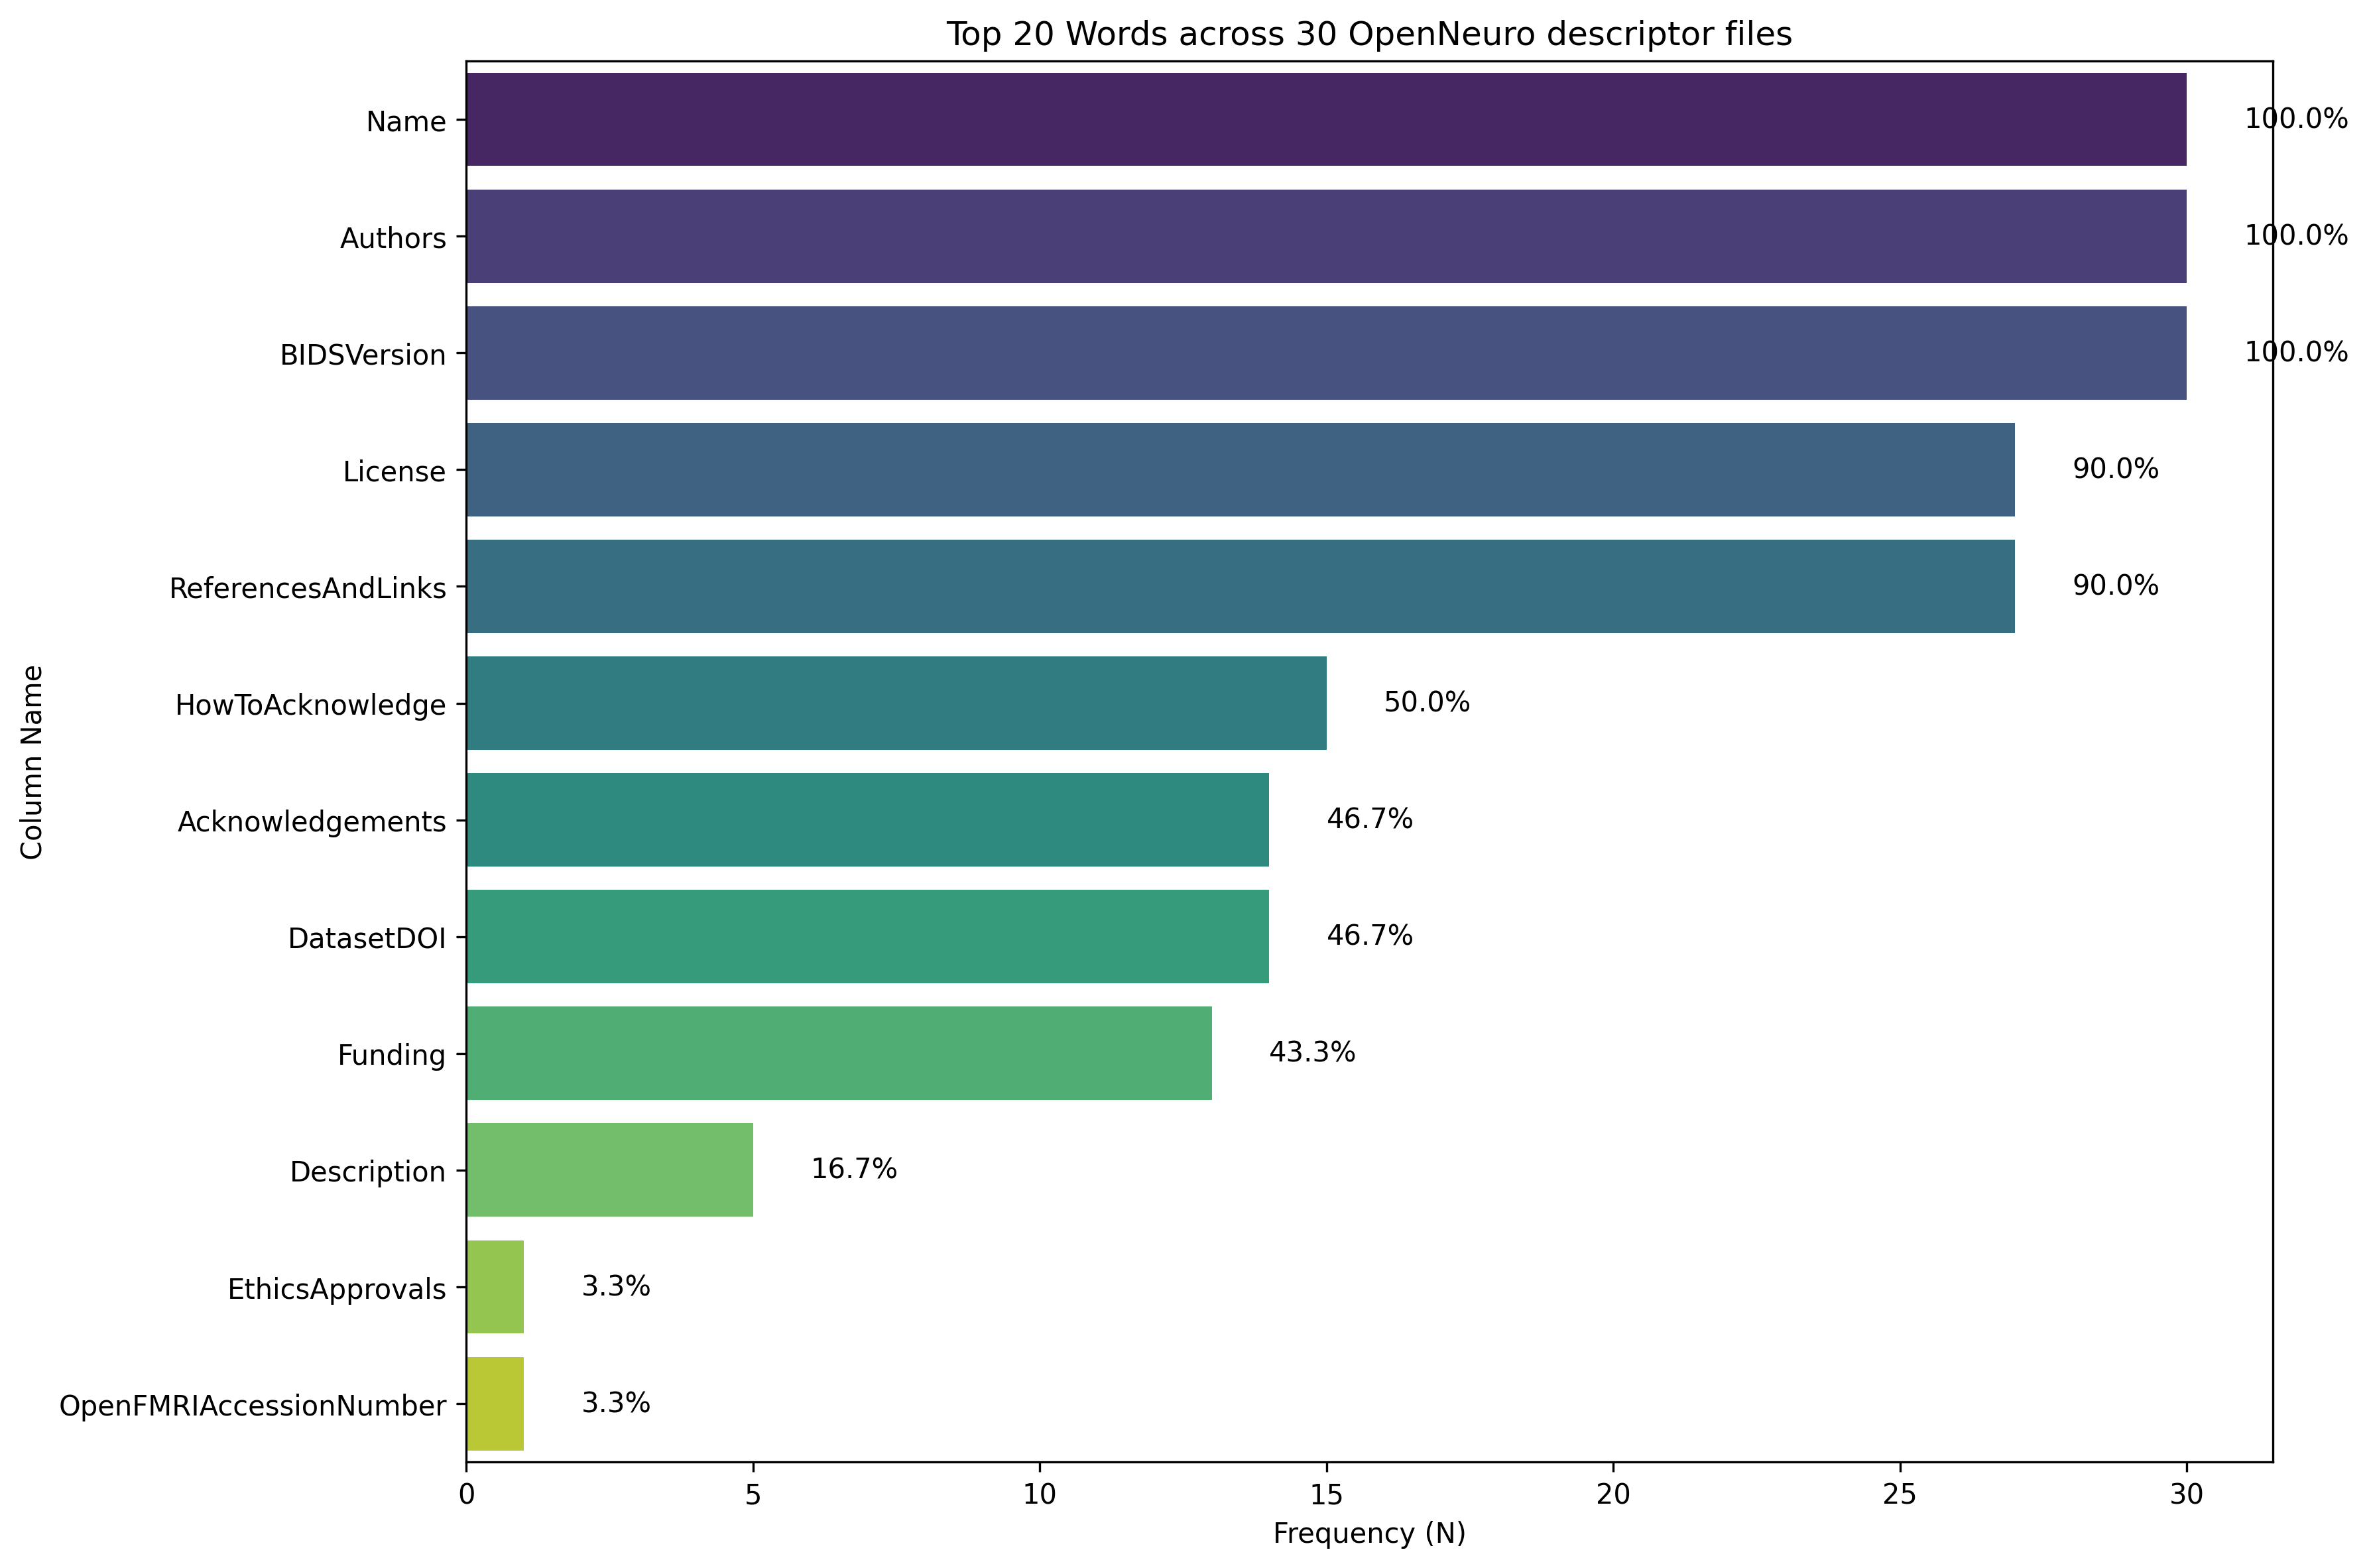 Top 20 Words across 30 OpenNeuro descriptor files
Name 100.0%
Authors 100.0%
BIDSVersion 100.0%
License 90.0%
ReferencesAndLinks 90.0%
HowToAcknowledge 50.0%
Acknowledgements 46.7%
DatasetDOI 46.7%
Funding 43.3%
Description 16.7%
EthicsApprovals 3.3%
OpenFMRIAccessionNumber 3.3%
Column Name
0 5 10 15 20 25 30
Frequency (N)